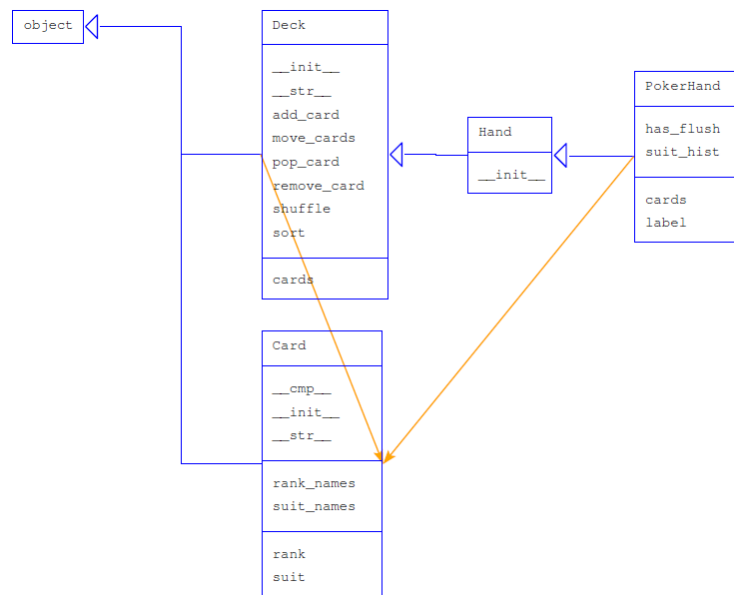 object
Deck
__init__
__str__
add_card
move_cards
pop_card
remove_card
shuffle
sort
cards
Hand
__init__
PokerHand
has_flush
suit_hist
cards
label
Card
__cmp__
__init__
__str__
rank_names
suit_names
rank
suit